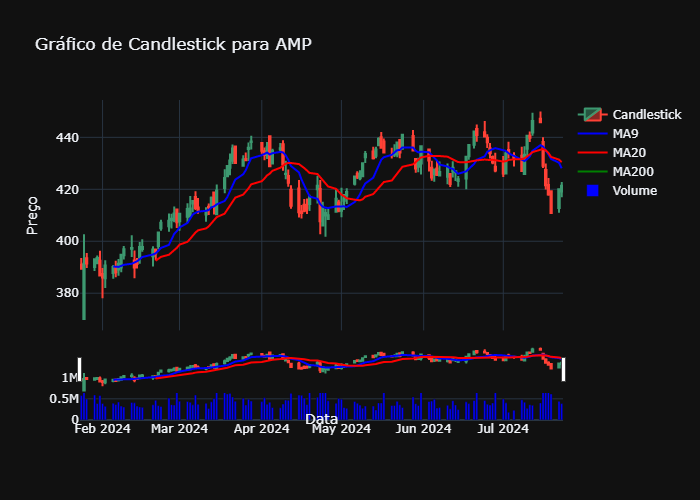 Gráfico de Candlestick para AMP
Candlestick
MA9
MA20
MA200
Volume
Preço
440
420
400
380
1M
0.5M
0
Data
Feb 2024
Mar 2024
Apr 2024
May 2024
Jun 2024
Jul 2024